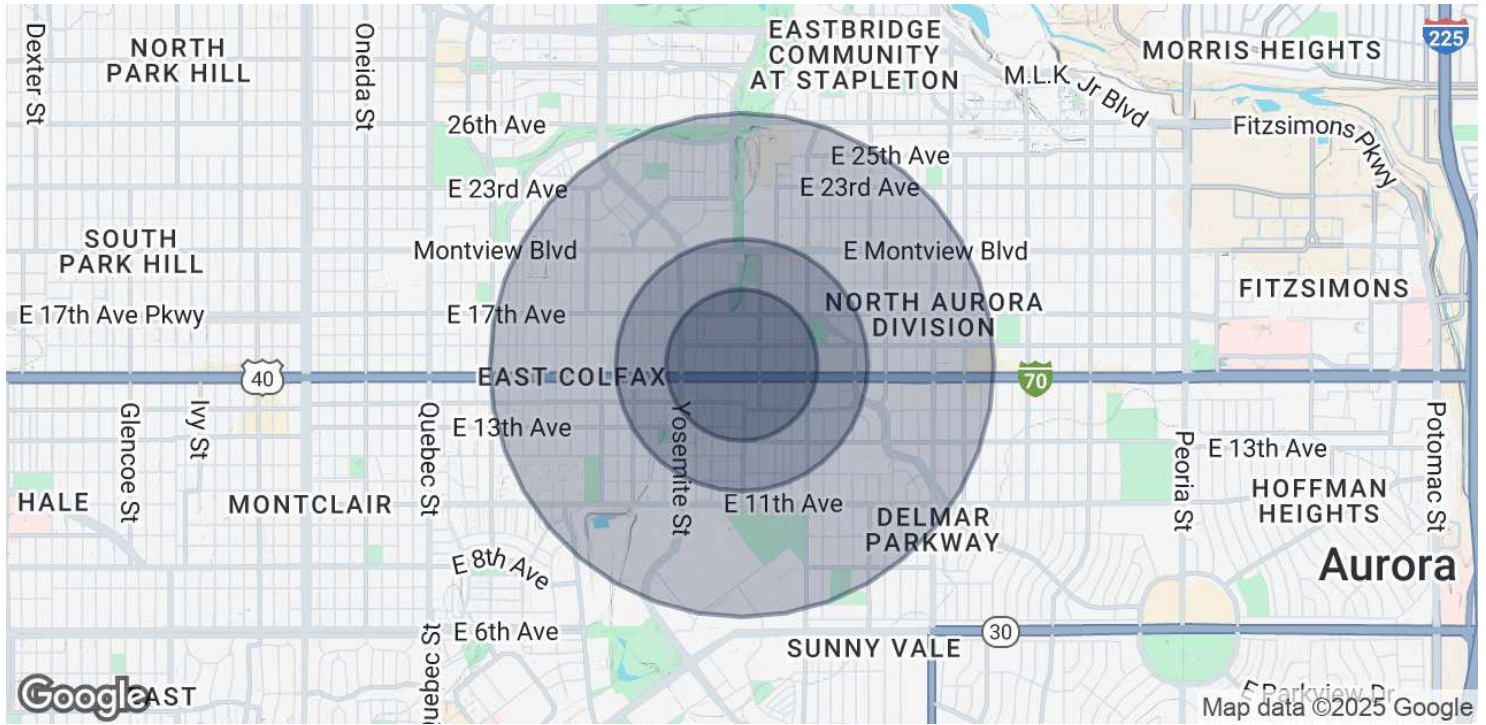 Dexter St
NORTH
PARK HILL
Oneida St
EASTBRIDGE
COMMUNITY
AT STAPLETON
M.L.K. Jr Blvd
MORRIS HEIGHTS
225
26th Ave
Fitzsimons Pkwy
E 25th Ave
E 23rd Ave
E 23rd Ave
SOUTH
PARK HILL
Montview Blvd
E Montview Blvd
E 17th Ave Pkwy
E 17th Ave
NORTH AURORA
DIVISION
FITZSIMONS
40
EAST COLFAX
70
Glencoe St
Ivy St
Quebec St
E 13th Ave
Yosemite St
Peoria St
E 13th Ave
Potomac St
HALE
MONTCLAIR
E 11th Ave
HOFFMAN
HEIGHTS
DELMAR
PARKWAY
E 8th Ave
Aurora
Quebec St
E 6th Ave
30
SUNNY VALE
Google
EAST
E Parkview Dr
Map data ©2025 Google